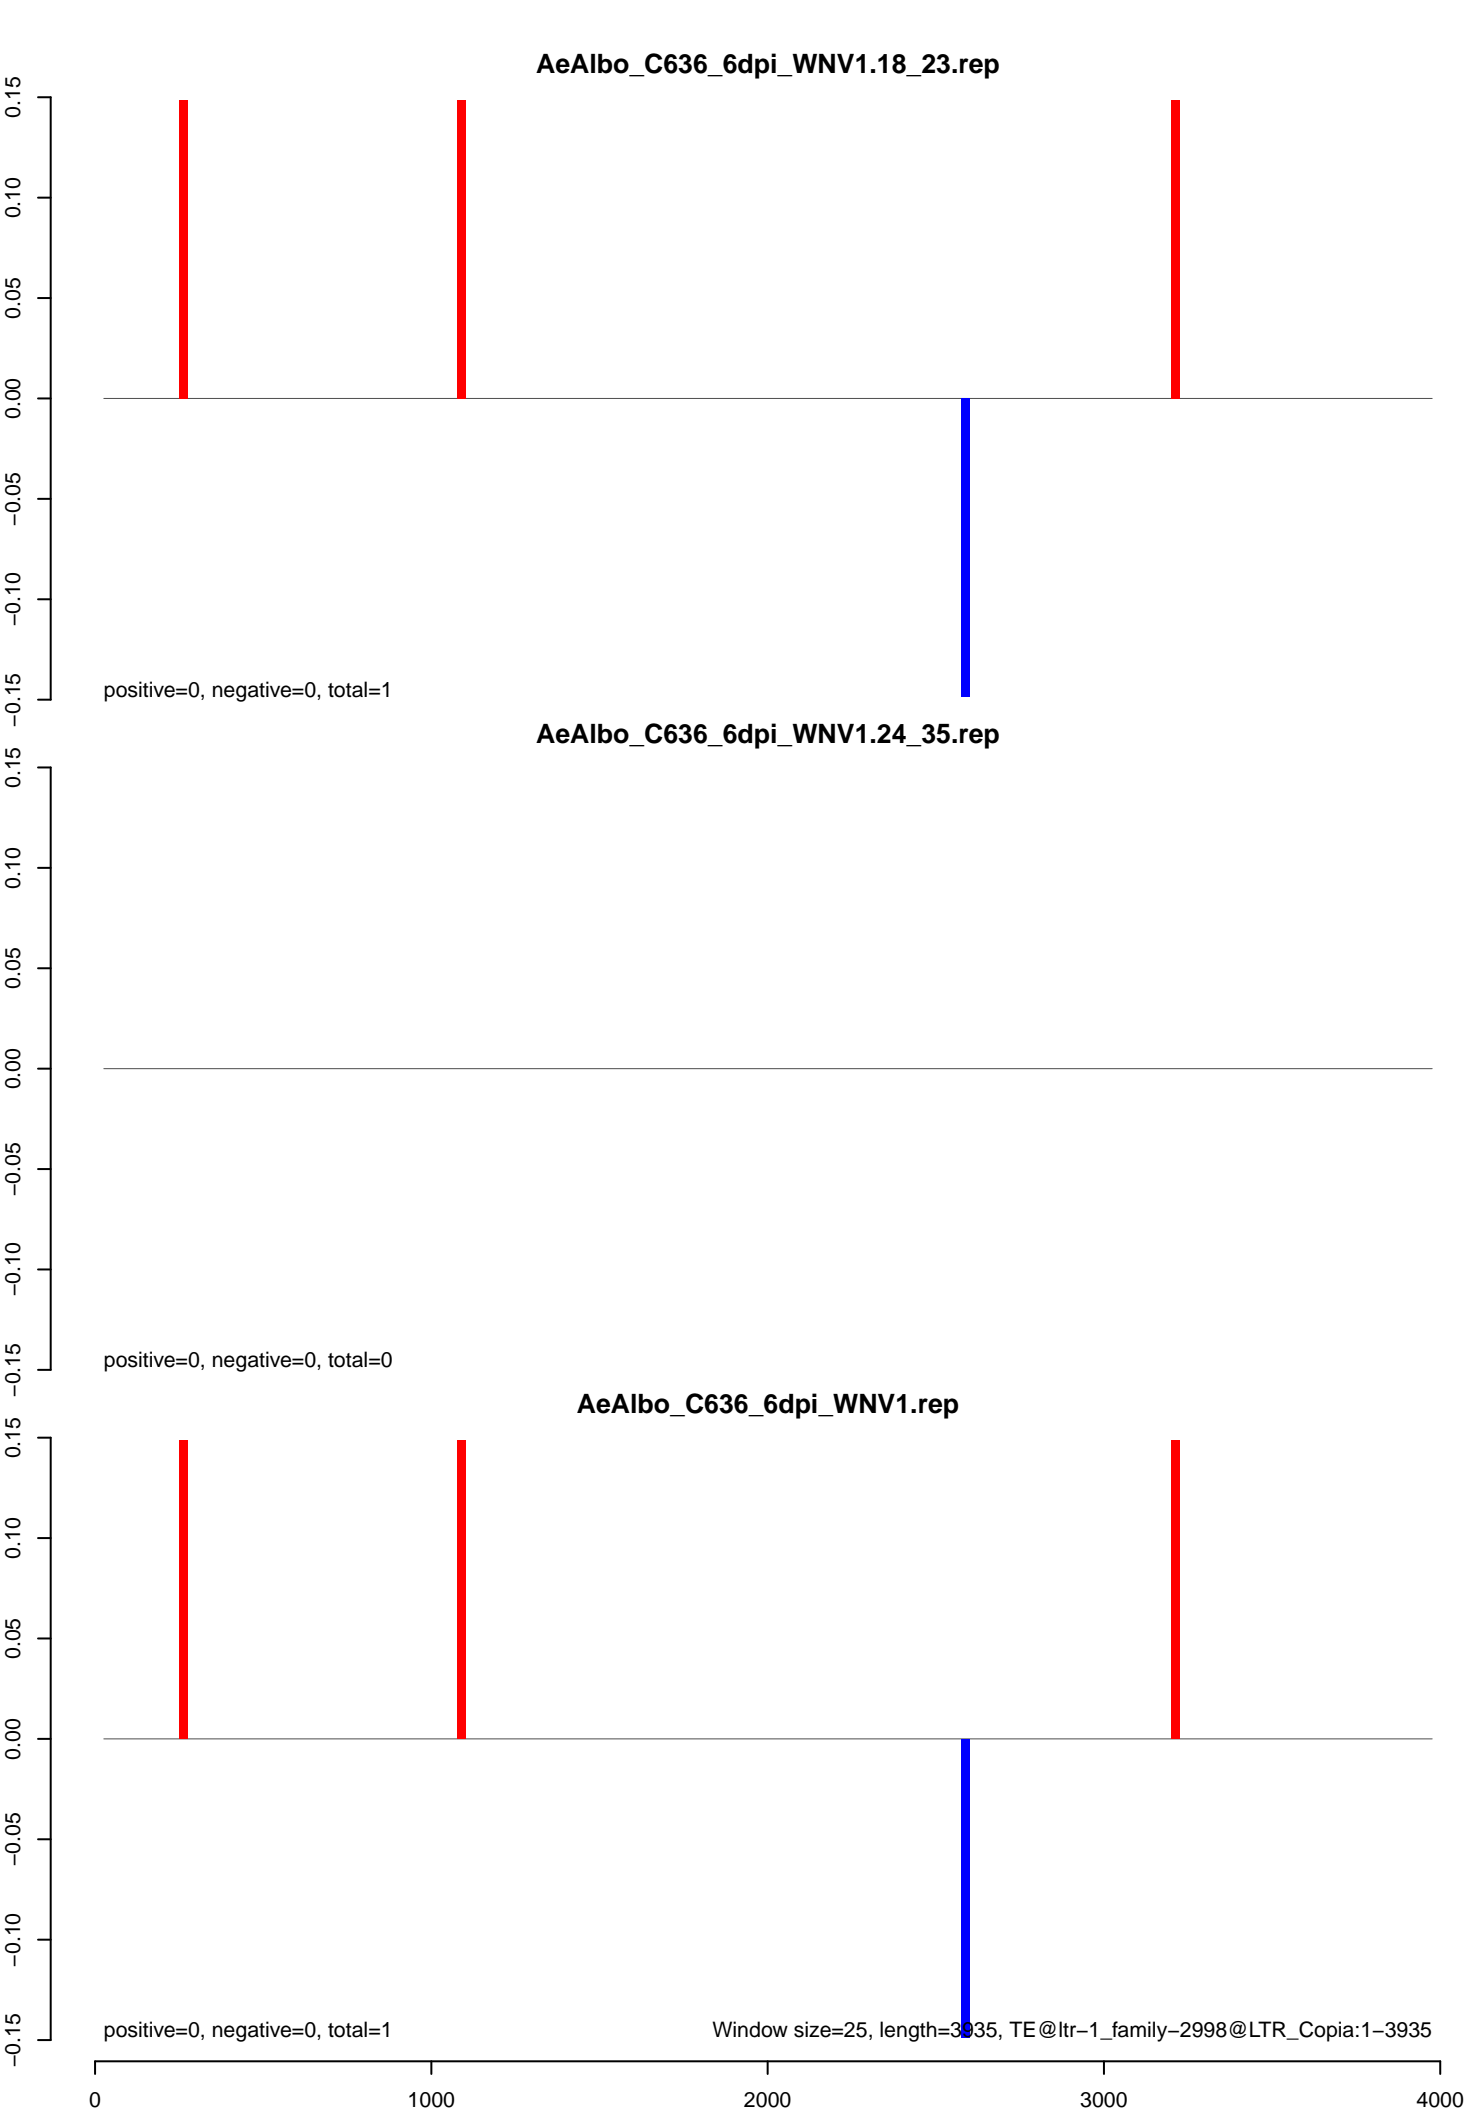 AeAlbo_C636_6dpi_WNV1.18_23.rep
0.15
0.10
0.05
0.00
−0.05
−0.10
−0.15
positive=0, negative=0, total=1
AeAlbo_C636_6dpi_WNV1.24_35.rep
0.15
0.10
0.05
0.00
−0.05
−0.10
−0.15
positive=0, negative=0, total=0
AeAlbo_C636_6dpi_WNV1.rep
0.15
0.10
0.05
0.00
−0.05
−0.10
−0.15
positive=0, negative=0, total=1
Window size=25, length=3935, TE@ltr−1_family−2998@LTR_Copia:1−3935
0 1000 2000 3000 4000